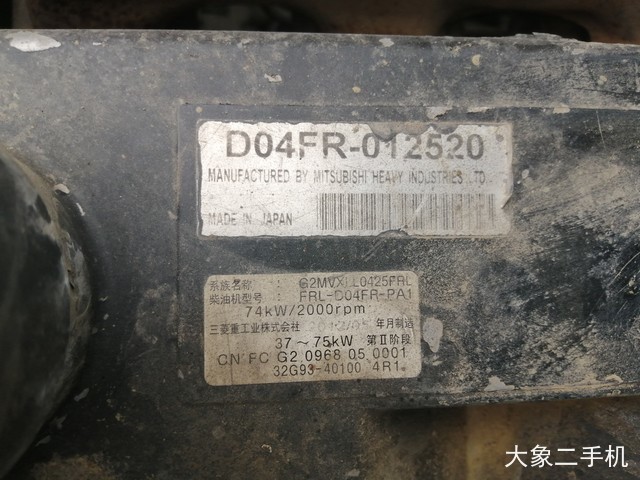 D04FR-012520
MANUFACTURED BY MITSUBISHI HEAVY INDUSTRIES LTD.
MADE IN JAPAN
系族名称 :
柴油机型号 : FRL-D04FR-PA1
74kW/2000rpm
三菱重工业株式会社 年月制造
37～75kW 第Ⅱ阶段
CN FC G2 0968 05 0001
32G93-40100 4R1
大象二手机